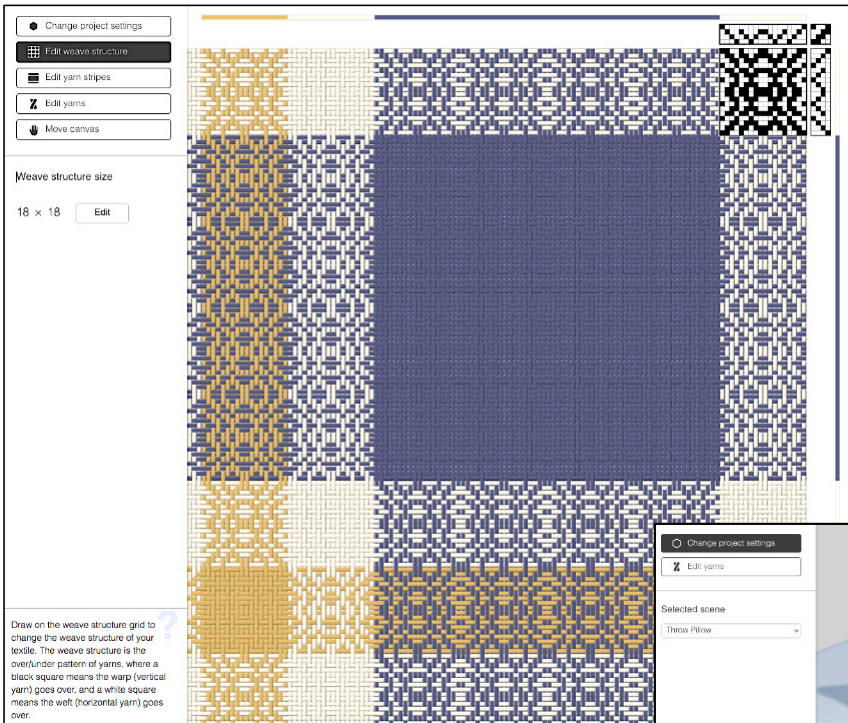 Change project settings
Edit weave structure
Edit yarn stripes
Edit yarns
Move canvas
Weave structure size
18 × 18
Edit
Draw on the weave structure grid to
change the weave structure of your
textile. The weave structure is the
over/under pattern of yarns, where a
black square means the warp (vertical
yarn) goes over, and a white square
means the weft (horizontal yarn) goes
over.
?
Change project settings
Edit yarns
Selected scene
Throw Pillow